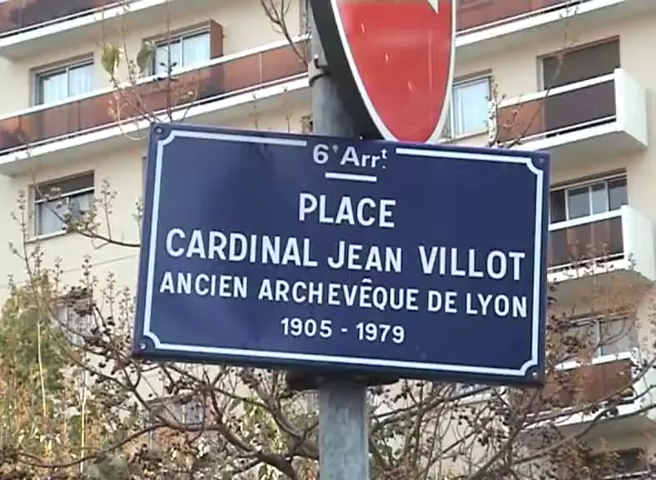 6e Arrt
PLACE
CARDINAL JEAN VILLOT
ANCIEN ARCHEVÊQUE DE LYON
1905 - 1979